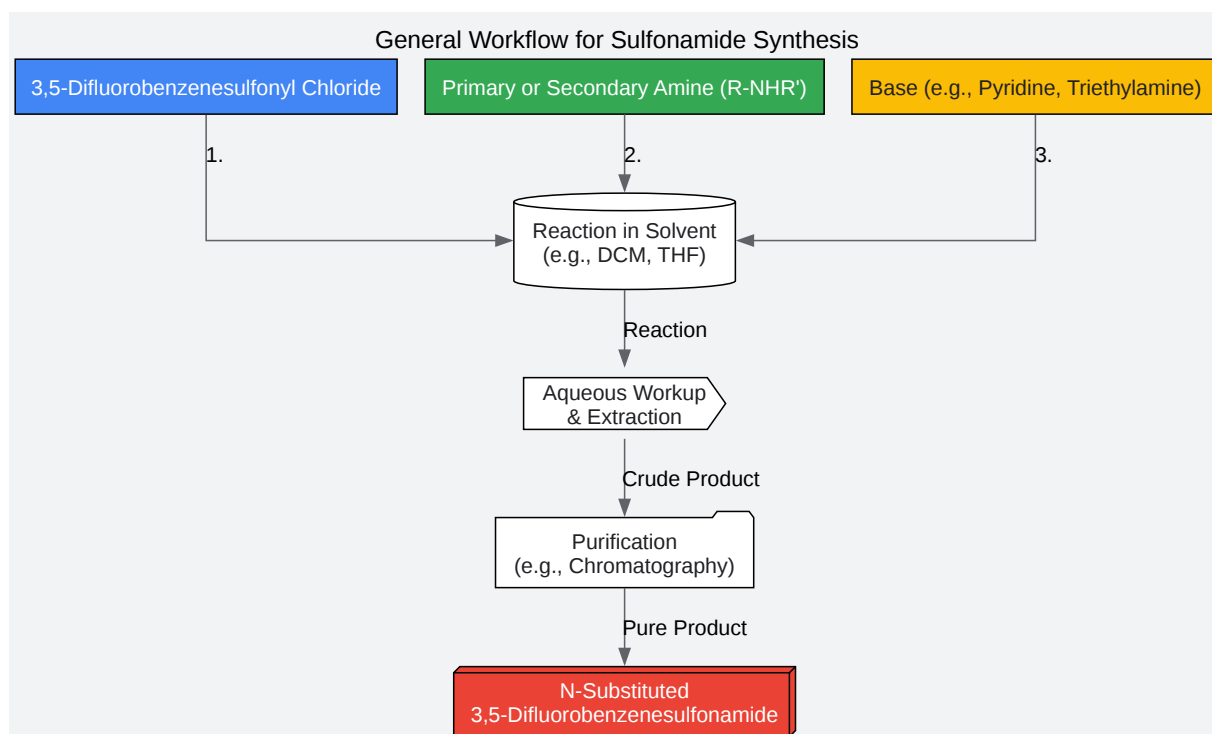 General Workflow for Sulfonamide Synthesis
3,5-Difluorobenzenesulfonyl Chloride
Primary or Secondary Amine (R-NHR')
Base (e.g., Pyridine, Triethylamine)
1.
2.
3.
Reaction in Solvent
(e.g., DCM, THF)
Reaction
Aqueous Workup
& Extraction
Crude Product
Purification
(e.g., Chromatography)
Pure Product
N-Substituted
3,5-Difluorobenzenesulfonamide